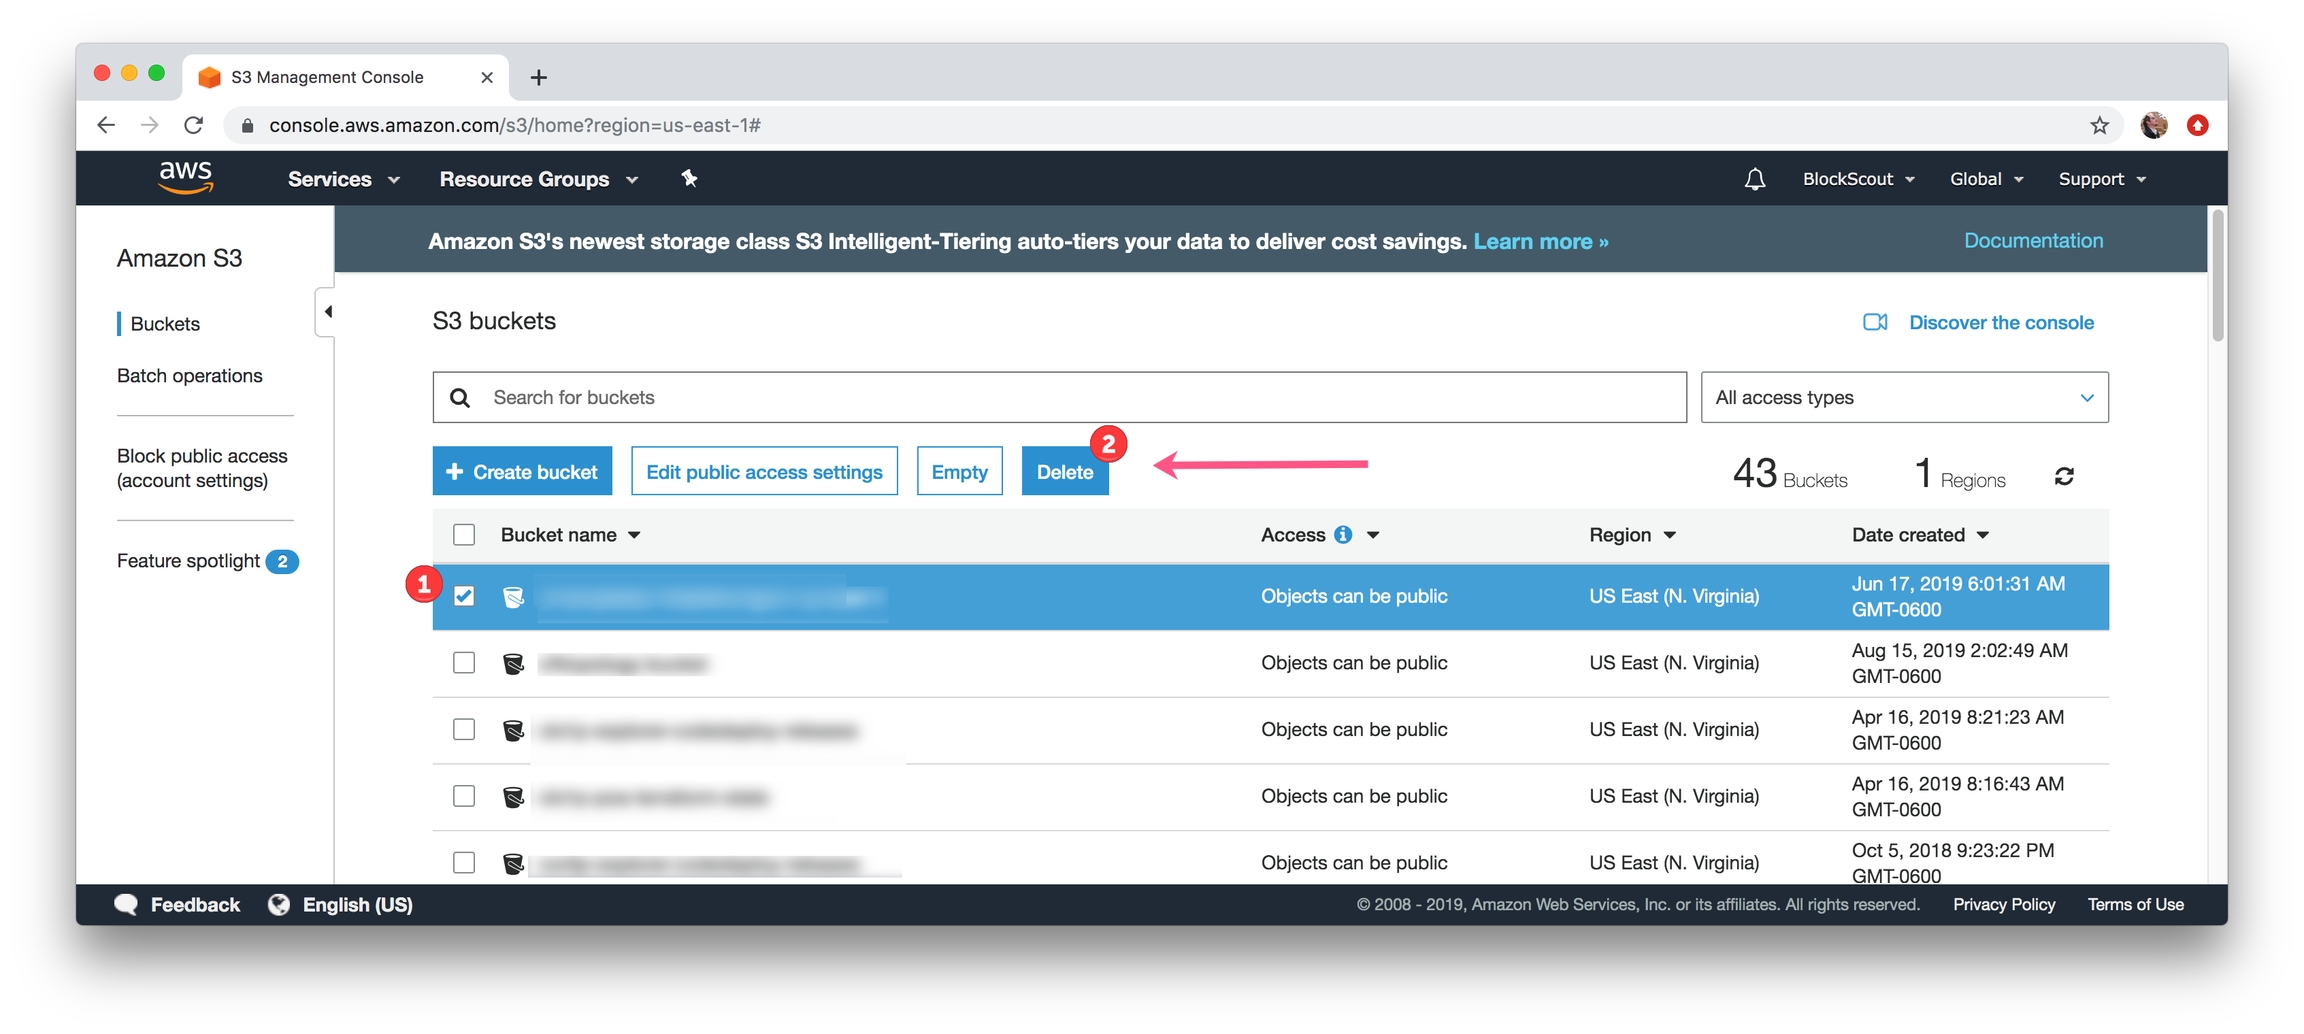 S3 Management Console
console.aws.amazon.com/s3/home?region=us-east-1#
aws
Services
Resource Groups
BlockScout
Global
Support
Amazon S3's newest storage class S3 Intelligent-Tiering auto-tiers your data to deliver cost savings. Learn more »
Documentation
Amazon S3
Buckets
Batch operations
Block public access
(account settings)
Feature spotlight 2
S3 buckets
Discover the console
Search for buckets
All access types
+ Create bucket
Edit public access settings
Empty
Delete
2
43 Buckets
1 Regions
Bucket name
Access
Region
Date created
1
Objects can be public
US East (N. Virginia)
Jun 17, 2019 6:01:31 AM
GMT-0600
Objects can be public
US East (N. Virginia)
Aug 15, 2019 2:02:49 AM
GMT-0600
Objects can be public
US East (N. Virginia)
Apr 16, 2019 8:21:23 AM
GMT-0600
Objects can be public
US East (N. Virginia)
Apr 16, 2019 8:16:43 AM
GMT-0600
Objects can be public
US East (N. Virginia)
Oct 5, 2018 9:23:22 PM
GMT-0600
Feedback
English (US)
© 2008 - 2019, Amazon Web Services, Inc. or its affiliates. All rights reserved.
Privacy Policy
Terms of Use